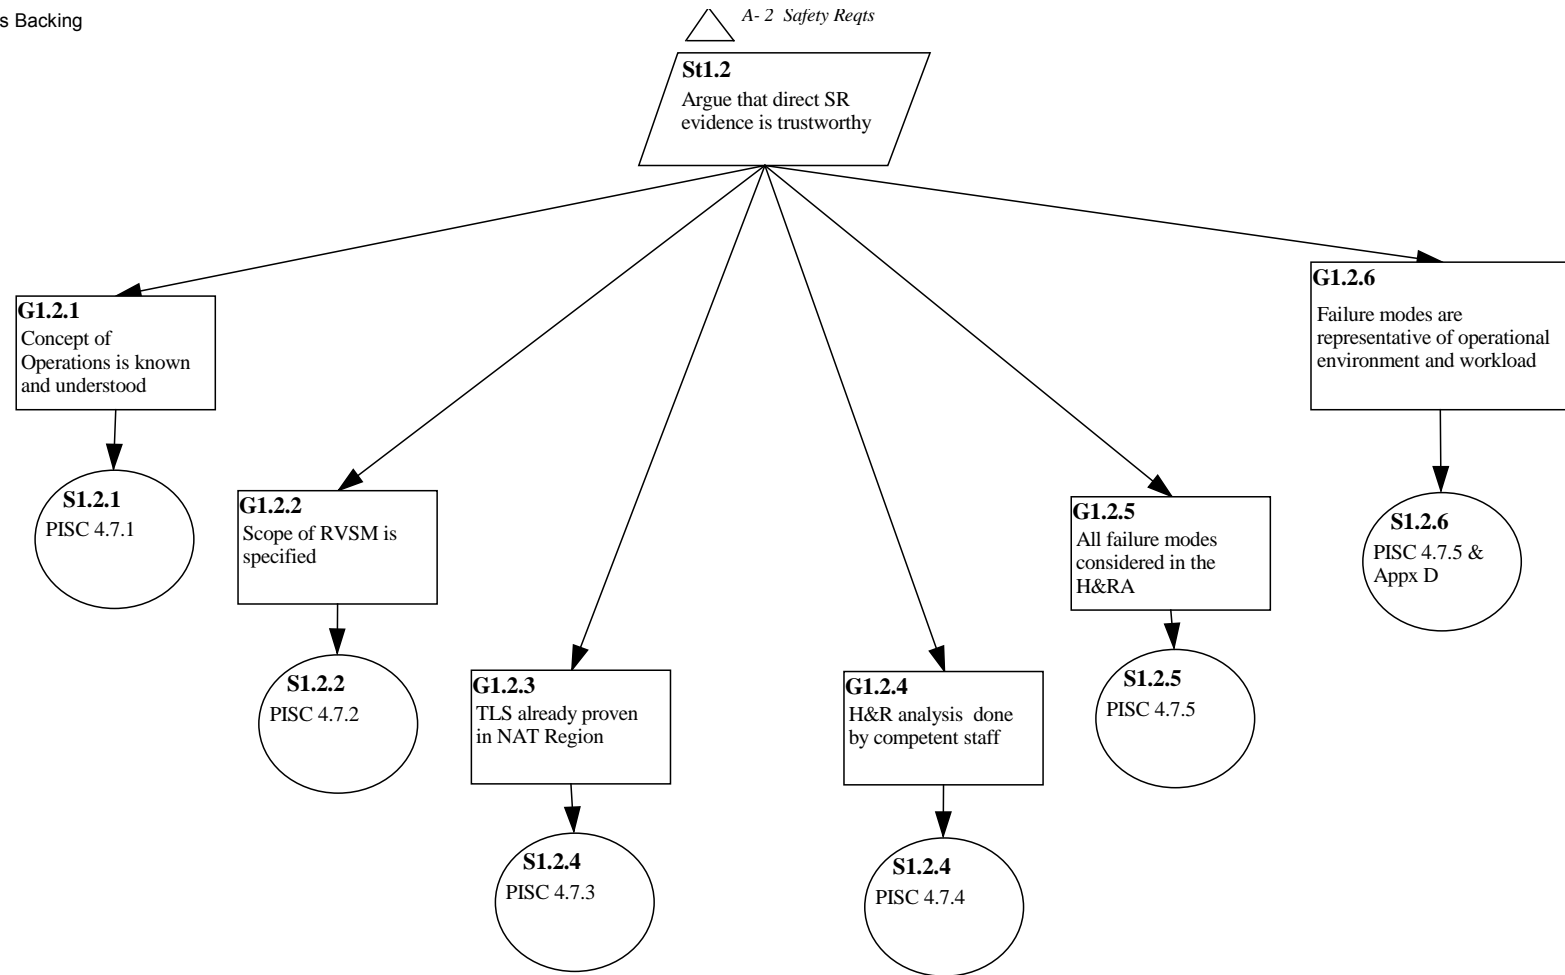 s Backing
A- 2 Safety Reqts
St1.2
Argue that direct SR
evidence is trustworthy
G1.2.1
Concept of
Operations is known
and understood
G1.2.6
Failure modes are
representative of operational
environment and workload
S1.2.1
PISC 4.7.1
G1.2.2
Scope of RVSM is
specified
G1.2.5
All failure modes
considered in the
H&RA
S1.2.6
PISC 4.7.5 &
Appx D
S1.2.2
PISC 4.7.2
G1.2.3
TLS already proven
in NAT Region
G1.2.4
H&R analysis done
by competent staff
S1.2.5
PISC 4.7.5
S1.2.4
PISC 4.7.3
S1.2.4
PISC 4.7.4